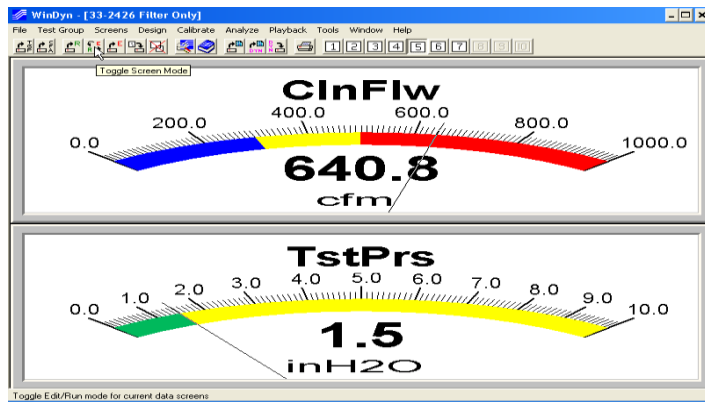 WinDyn - [33-2426 Filter Only]
File Test Group Screens Design Calibrate Analyze Playback Tools Window Help
1 2 3 4 5 6 7 8 9 10
Toggle Screen Mode
ClnFlw
0.0 200.0 400.0 600.0 800.0 1000.0
640.8
cfm
TstPrs
0.0 1.0 2.0 3.0 4.0 5.0 6.0 7.0 8.0 9.0 10.0
1.5
inH2O
Toggle Edit/Run mode for current data screens